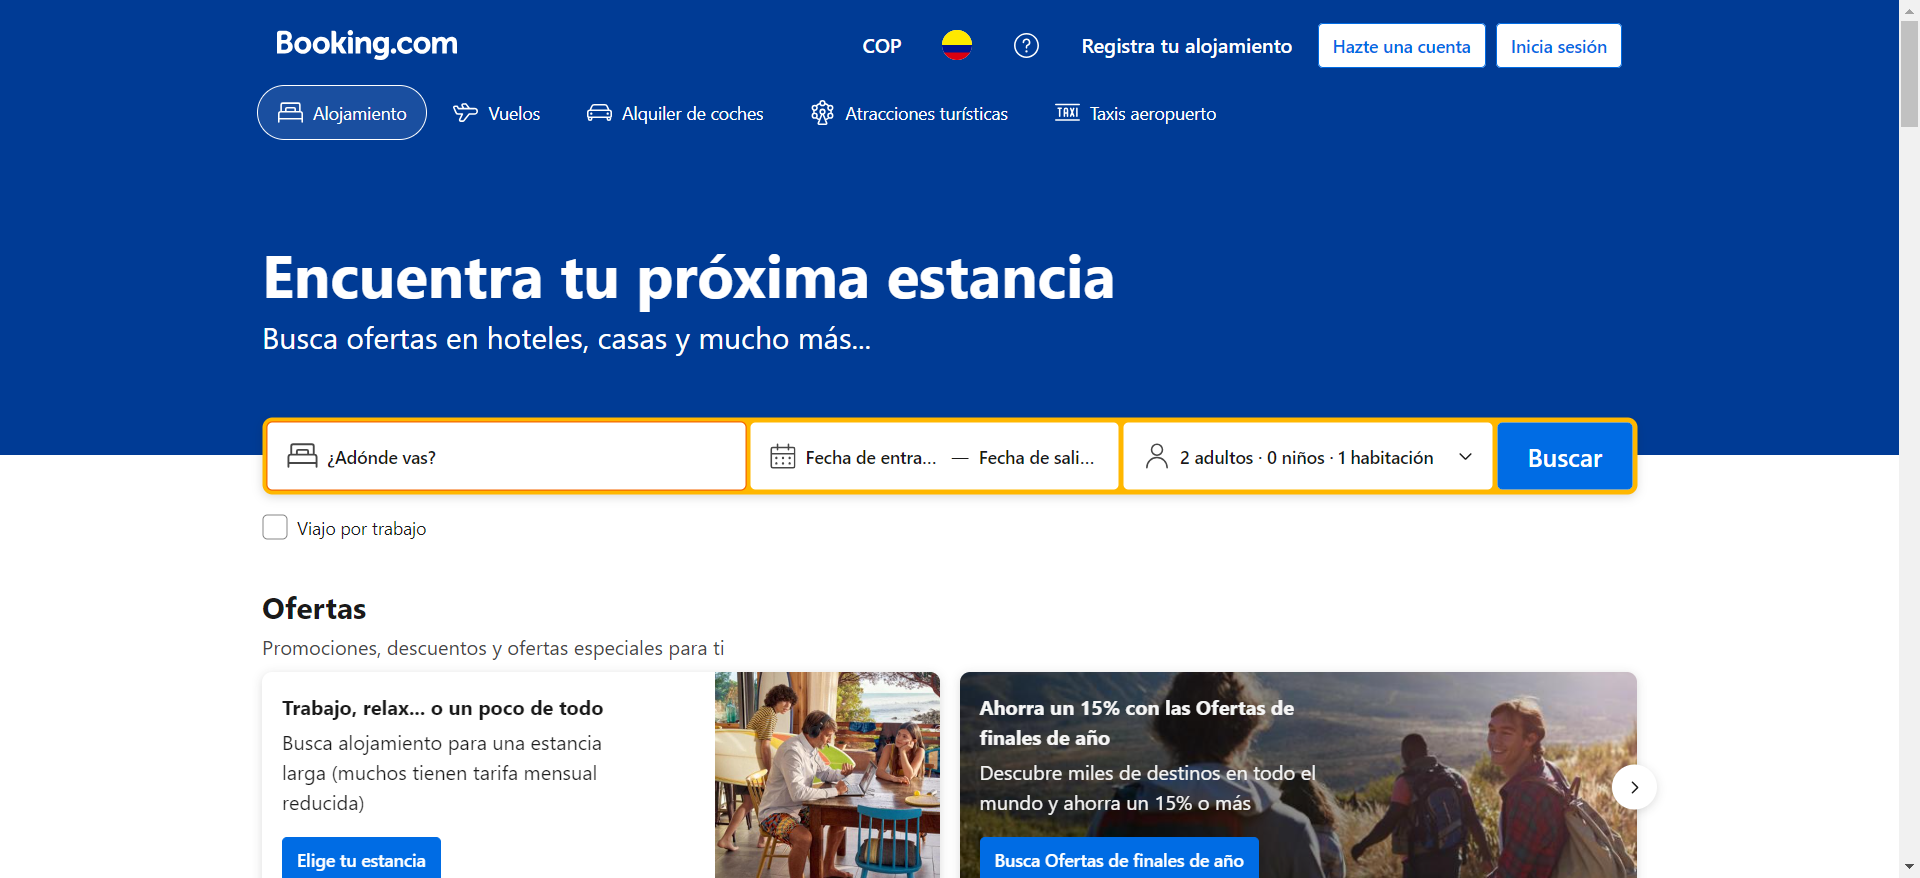 Booking.com
COP
Registra tu alojamiento
Hazte una cuenta
Inicia sesión
Alojamiento
Vuelos
Alquiler de coches
Atracciones turísticas
TAXI
Taxis aeropuerto
Encuentra tu próxima estancia
Busca ofertas en hoteles, casas y mucho más...
¿Adónde vas?
Fecha de entra... — Fecha de sali...
2 adultos · 0 niños · 1 habitación
Buscar
Viajo por trabajo
Ofertas
Promociones, descuentos y ofertas especiales para ti
Trabajo, relax... o un poco de todo
Busca alojamiento para una estancia
larga (muchos tienen tarifa mensual
reducida)
Elige tu estancia
Ahorra un 15% con las Ofertas de
finales de año
Descubre miles de destinos en todo el
mundo y ahorra un 15% o más
Busca Ofertas de finales de año